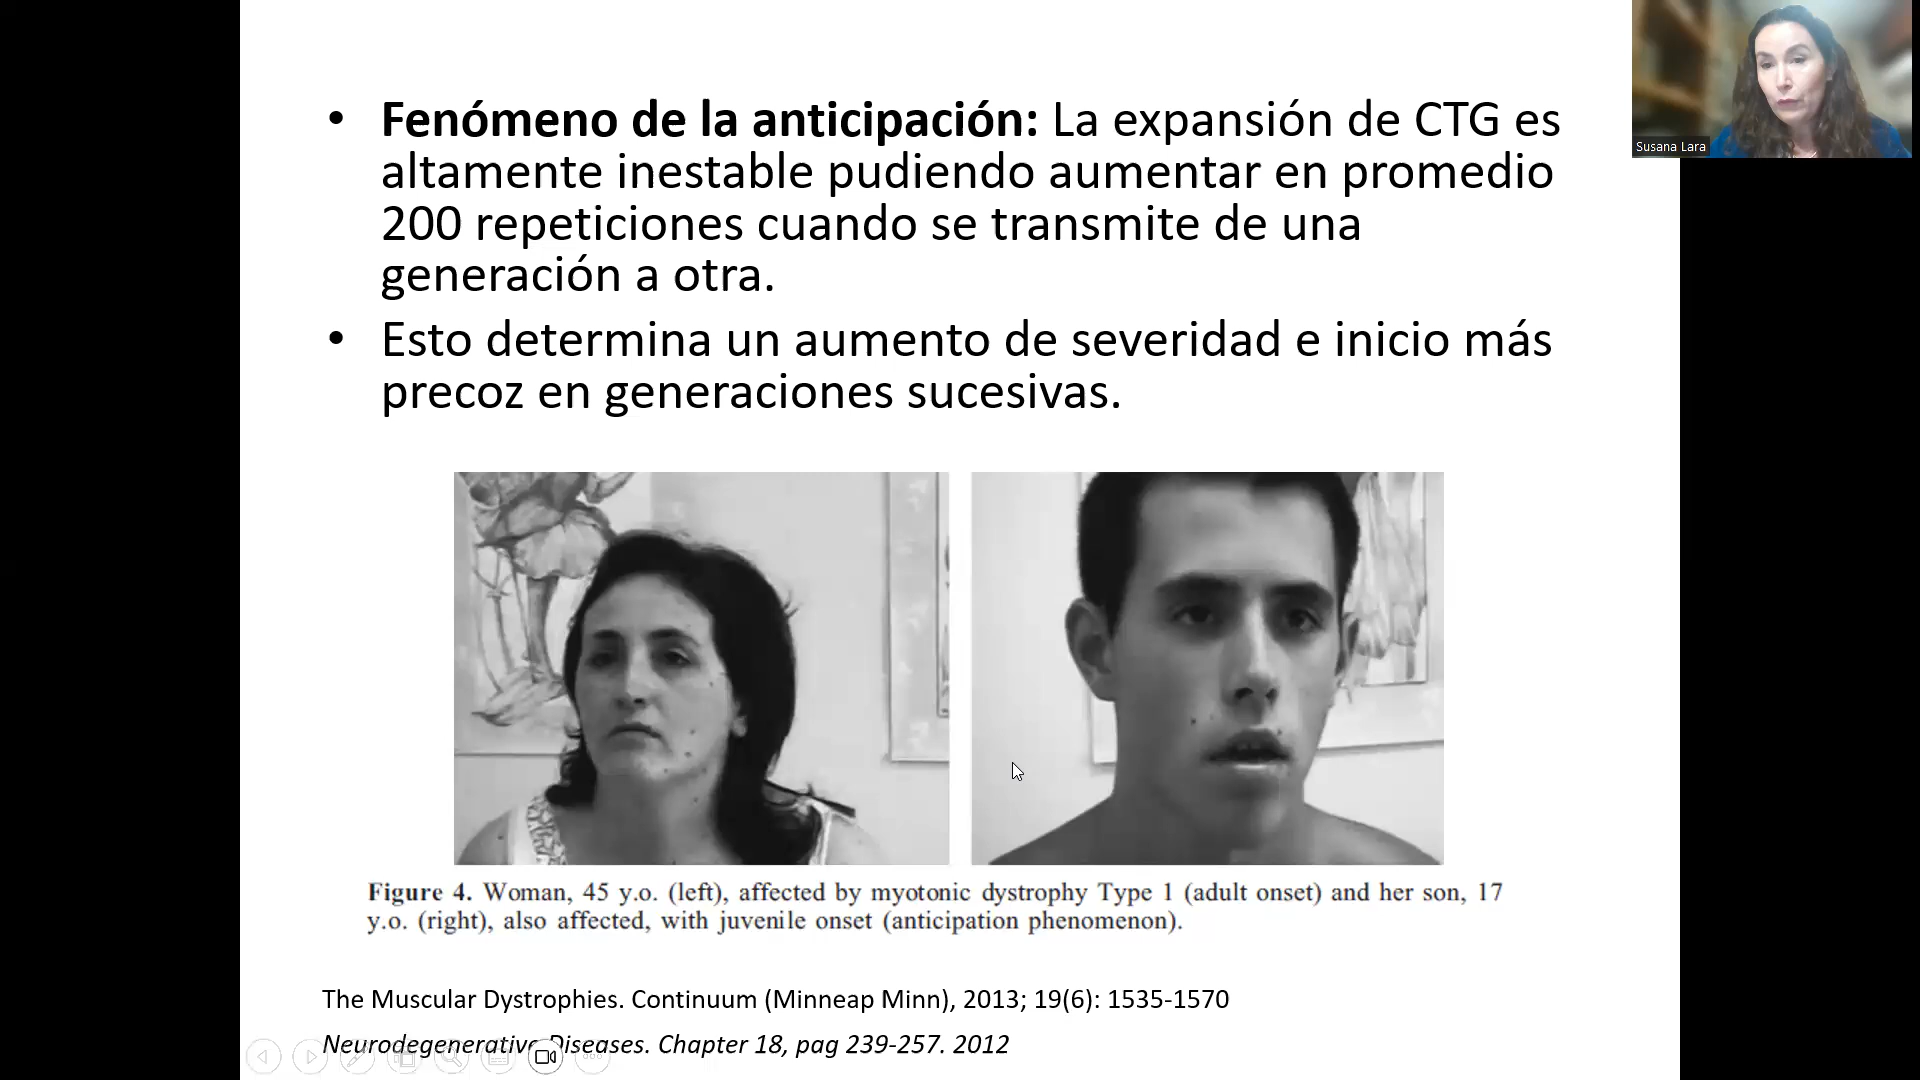 • Fenómeno de la anticipación: La expansión de CTG es
altamente inestable pudiendo aumentar en promedio
200 repeticiones cuando se transmite de una
generación a otra.
• Esto determina un aumento de severidad e inicio más
precoz en generaciones sucesivas.
Susana Lara
Figure 4. Woman, 45 y.o. (left), affected by myotonic dystrophy Type 1 (adult onset) and her son, 17
y.o. (right), also affected, with juvenile onset (anticipation phenomenon).
The Muscular Dystrophies. Continuum (Minneap Minn), 2013; 19(6): 1535-1570
Neurodegenerative Diseases. Chapter 18, pag 239-257. 2012